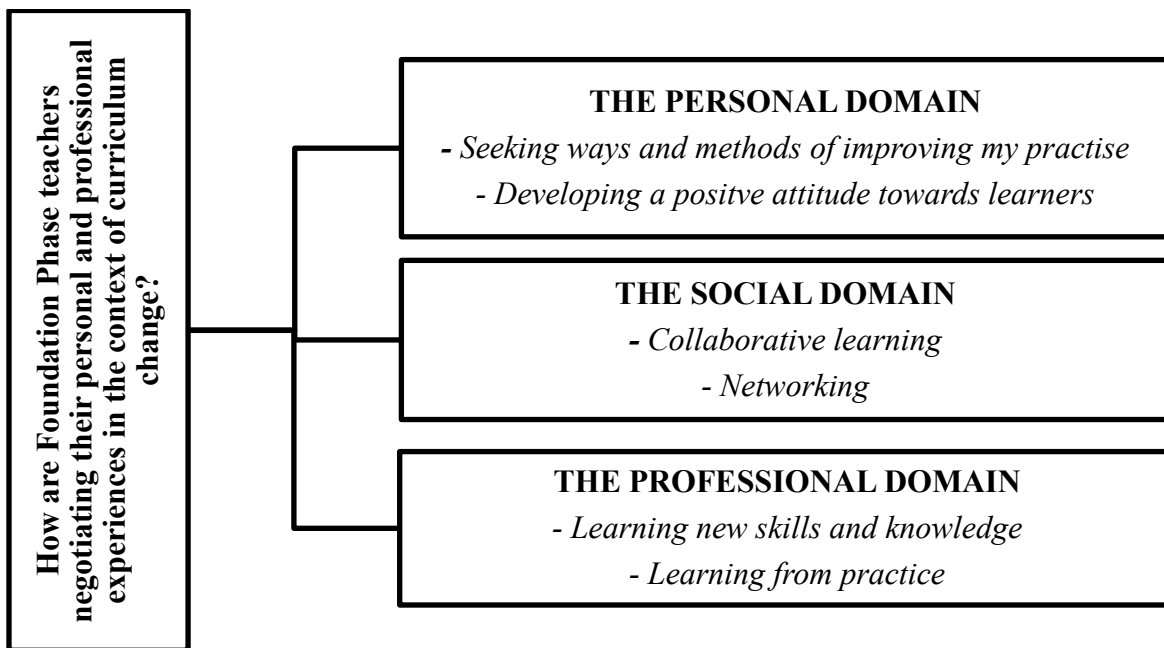 How are Foundation Phase teachers
negotiating their personal and professional
experiences in the context of curriculum
change?
THE PERSONAL DOMAIN
- Seeking ways and methods of improving my practise
- Developing a positve attitude towards learners
THE SOCIAL DOMAIN
- Collaborative learning
- Networking
THE PROFESSIONAL DOMAIN
- Learning new skills and knowledge
- Learning from practice